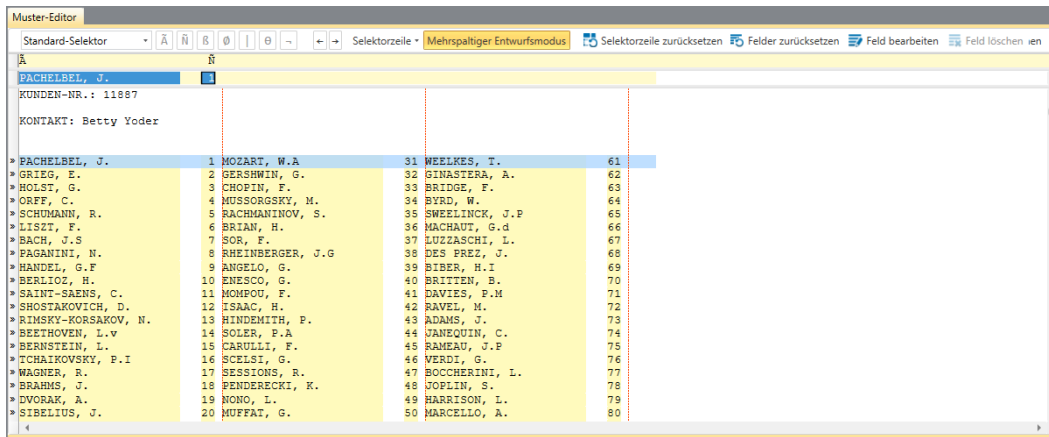 Muster-Editor
Standard-Selektor Ã Ñ ß Ø | θ ¬ ← → Selektorzeile Mehrspaltiger Entwurfsmodus Selektorzeile zurücksetzen Felder zurücksetzen Feld bearbeiten Feld löschen ıen
Ã Ñ
PACHELBEL, J. 1
KUNDEN-NR.: 11887
KONTAKT: Betty Yoder
» PACHELBEL, J. 1 MOZART, W.A 31 WEELKES, T. 61
» GRIEG, E. 2 GERSHWIN, G. 32 GINASTERA, A. 62
» HOLST, G. 3 CHOPIN, F. 33 BRIDGE, F. 63
» ORFF, C. 4 MUSSORGSKY, M. 34 BYRD, W. 64
» SCHUMANN, R. 5 RACHMANINOV, S. 35 SWEELINCK, J.P 65
» LISZT, F. 6 BRIAN, H. 36 MACHAUT, G.d 66
» BACH, J.S 7 SOR, F. 37 LUZZASCHI, L. 67
» PAGANINI, N. 8 RHEINBERGER, J.G 38 DES PREZ, J. 68
» HANDEL, G.F 9 ANGELO, G. 39 BIBER, H.I 69
» BERLIOZ, H. 10 ENESCO, G. 40 BRITTEN, B. 70
» SAINT-SAENS, C. 11 MOMPOU, F. 41 DAVIES, P.M 71
» SHOSTAKOVICH, D. 12 ISAAC, H. 42 RAVEL, M. 72
» RIMSKY-KORSAKOV, N. 13 HINDEMITH, P. 43 ADAMS, J. 73
» BEETHOVEN, L.v 14 SOLER, P.A 44 JANEQUIN, C. 74
» BERNSTEIN, L. 15 CARULLI, F. 45 RAMEAU, J.P 75
» TCHAIKOVSKY, P.I 16 SCELSI, G. 46 VERDI, G. 76
» WAGNER, R. 17 SESSIONS, R. 47 BOCCHERINI, L. 77
» BRAHMS, J. 18 PENDERECKI, K. 48 JOPLIN, S. 78
» DVORAK, A. 19 NONO, L. 49 HARRISON, L. 79
» SIBELIUS, J. 20 MUFFAT, G. 50 MARCELLO, A. 80